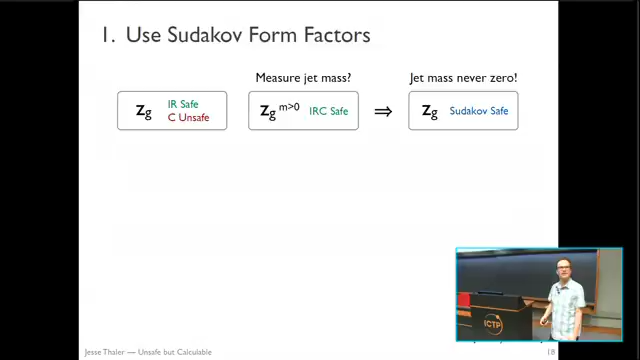 1. Use Sudakov Form Factors
Measure jet mass?
Jet mass never zero!
zg
IR Safe
C Unsafe
zg m>0
IRC Safe
⇒
zg
Sudakov Safe
ICTP
Jesse Thaler — Unsafe but Calculable
18